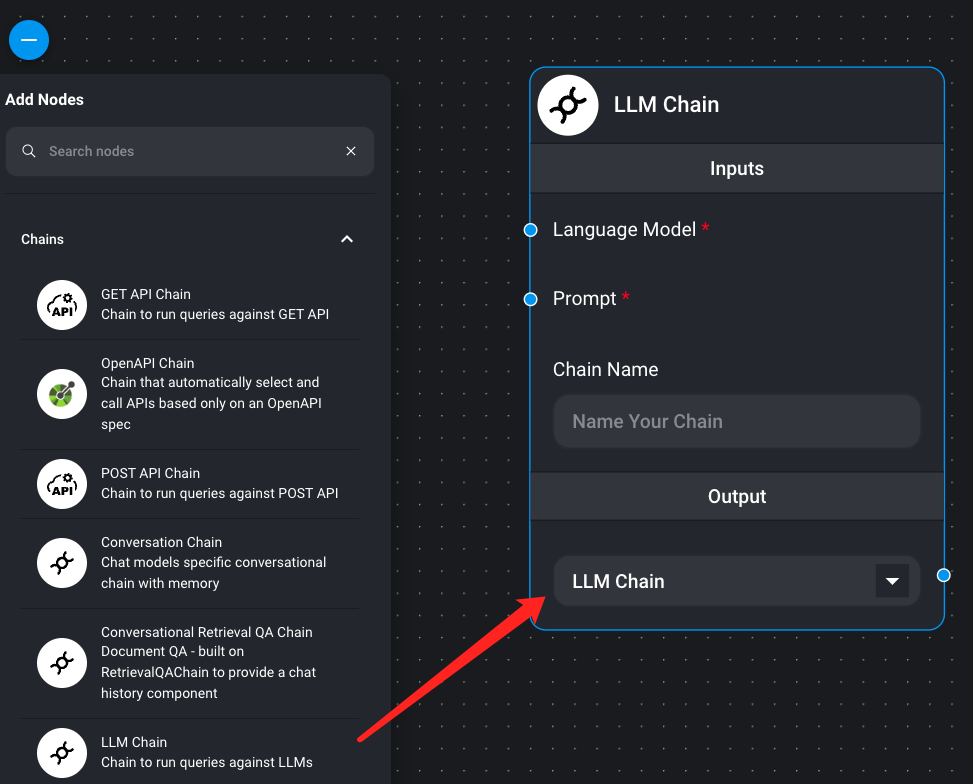 Add Nodes
Search nodes
Chains
API
GET API Chain
Chain to run queries against GET API
OpenAPI Chain
Chain that automatically select and
call APIs based only on an OpenAPI
spec
API
POST API Chain
Chain to run queries against POST API
Conversation Chain
Chat models specific conversational
chain with memory
Conversational Retrieval QA Chain
Document QA - built on
RetrievalQAChain to provide a chat
history component
LLM Chain
Chain to run queries against LLMs
LLM Chain
Inputs
Language Model *
Prompt *
Chain Name
Name Your Chain
Output
LLM Chain